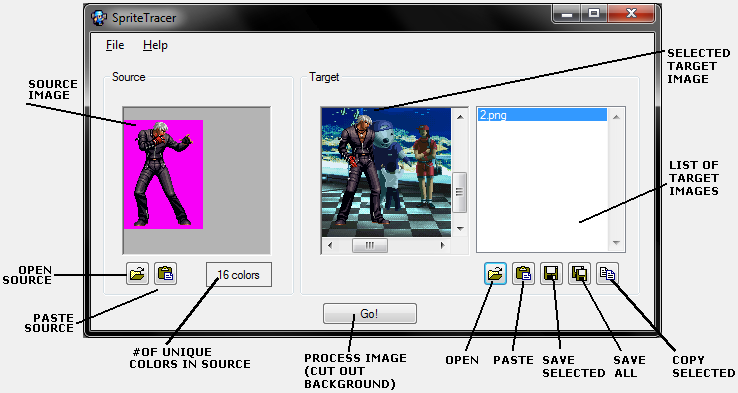 SpriteTracer
File Help
SELECTED
TARGET
IMAGE
Source
Target
SOURCE
IMAGE
2.png
LIST OF
TARGET
IMAGES
OPEN
SOURCE
16 colors
PASTE
SOURCE
Go!
#OF UNIQUE
COLORS IN SOURCE
PROCESS IMAGE
(CUT OUT
BACKGROUND)
OPEN
PASTE
SAVE
SELECTED
SAVE
ALL
COPY
SELECTED